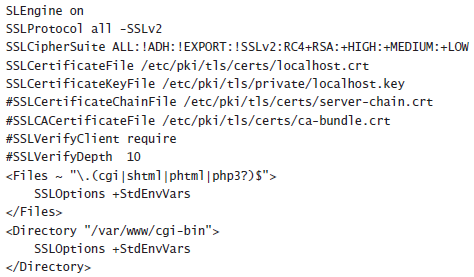 SLEngine on
SSLProtocol all -SSLv2
SSLCipherSuite ALL:!ADH:!EXPORT:!SSLv2:RC4+RSA:+HIGH:+MEDIUM:+LOW
SSLCertificateFile /etc/pki/tls/certs/localhost.crt
SSLCertificateKeyFile /etc/pki/tls/private/localhost.key
#SSLCertificateChainFile /etc/pki/tls/certs/server-chain.crt
#SSLCACertificateFile /etc/pki/tls/certs/ca-bundle.crt
#SSLVerifyClient require
#SSLVerifyDepth  10
<Files ~ "\.(cgi|shtml|phtml|php3?)$">
    SSLOptions +StdEnvVars
</Files>
<Directory "/var/www/cgi-bin">
    SSLOptions +StdEnvVars
</Directory>